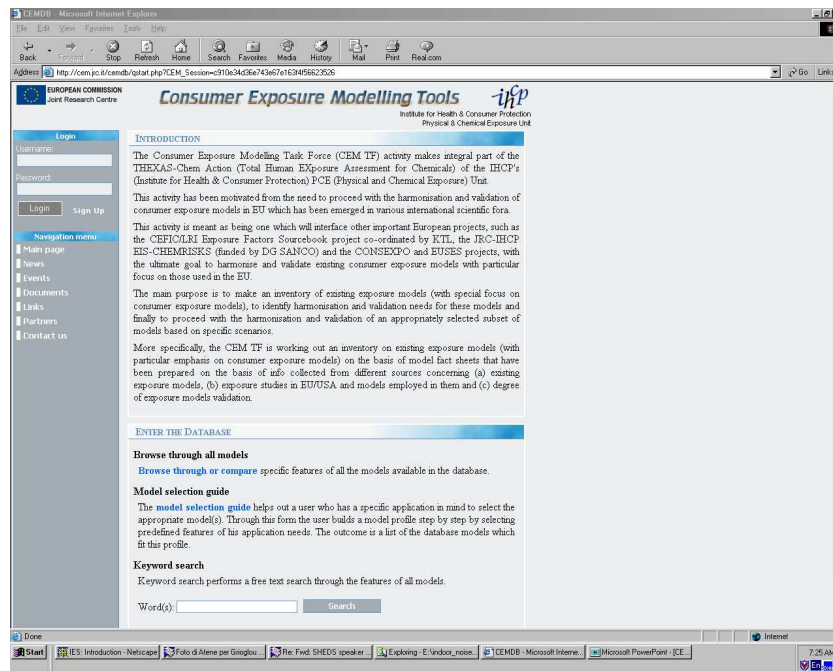 CEMDB - Microsoft Internet Explorer
File Edit View Favorites Tools Help
Back Forward Stop Refresh Home Search Favorites Media History Mail Print Real.com
Address http://cem.jrc.it/cemdb/qstart.php?CEM_Session=c910e34d36e743e67e163f4f56623526 Go Links
EUROPEAN COMMISSION
Joint Research Centre
Consumer Exposure Modelling Tools
ihcp
Institute for Health & Consumer Protection
Physical & Chemical Exposure Unit
Login
Username:
Password:
Login Sign Up
Navigation menu
Main page
News
Events
Documents
Links
Partners
Contact us
INTRODUCTION
The Consumer Exposure Modelling Task Force (CEM TF) activity makes integral part of the
THEXAS-Chem Action (Total Human EXposure Assessment for Chemicals) of the IHCP's
(Institute for Health & Consumer Protection) PCE (Physical and Chemical Exposure) Unit.
This activity has been motivated from the need to proceed with the harmonisation and validation of
consumer exposure models in EU which has been emerged in various international scientific fora.
This activity is meant as being one which will interface other important European projects, such as
the CEFIC/LRI Exposure Factors Sourcebook project co-ordinated by KTL, the JRC-IHCP
EIS-CHEMRISKS (funded by DG SANCO) and the CONSEXPO and EUSES projects, with
the ultimate goal to harmonise and validate existing consumer exposure models with particular
focus on those used in the EU.
The main purpose is to make an inventory of existing exposure models (with special focus on
consumer exposure models), to identify harmonisation and validation needs for these models and
finally to proceed with the harmonisation and validation of an appropriately selected subset of
models based on specific scenarios.
More specifically, the CEM TF is working out an inventory on existing exposure models (with
particular emphasis on consumer exposure models) on the basis of model fact sheets that have
been prepared on the basis of info collected from different sources concerning (a) existing
exposure models, (b) exposure studies in EU/USA and models employed in them and (c) degree
of exposure models validation.
ENTER THE DATABASE
Browse through all models
Browse through or compare specific features of all the models available in the database.
Model selection guide
The model selection guide helps out a user who has a specific application in mind to select the
appropriate model(s). Through this form the user builds a model profile step by step by selecting
predefined features of his application needs. The outcome is a list of the database models which
fit this profile.
Keyword search
Keyword search performs a free text search through the features of all models.
Word(s): Search
Done Internet
Start IES: Introduction - Netscape Foto di Atene per Grioglou ... Re: Fwd: SHEDS speaker ... Exploring - E:\indoor_noise... CEMDB - Microsoft Interne... Microsoft PowerPoint - [CE... 7:25 AM
En